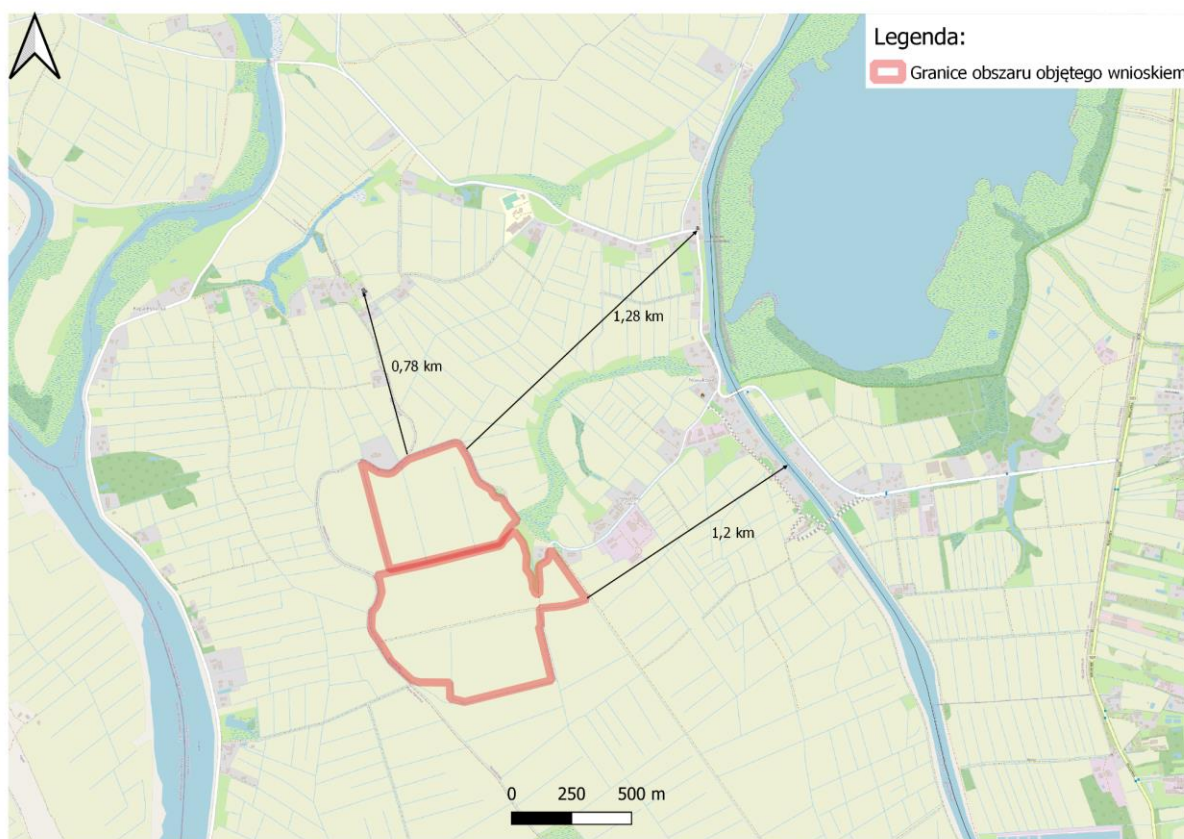 Legenda:
Granice obszaru objętego wnioskiem
1,28 km
0,78 km
1,2 km
0 250 500 m